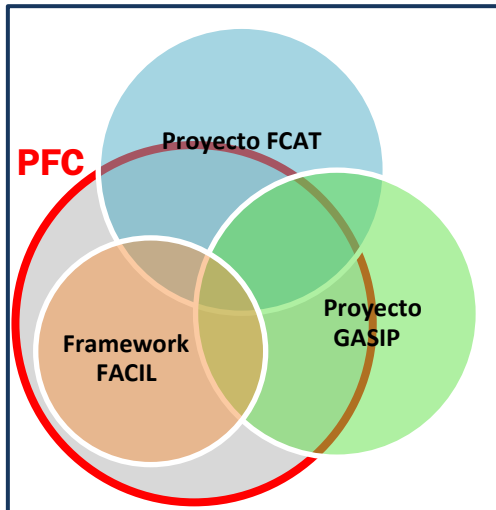 Proyecto FCAT
PFC
Proyecto
GASIP
Framework
FACIL